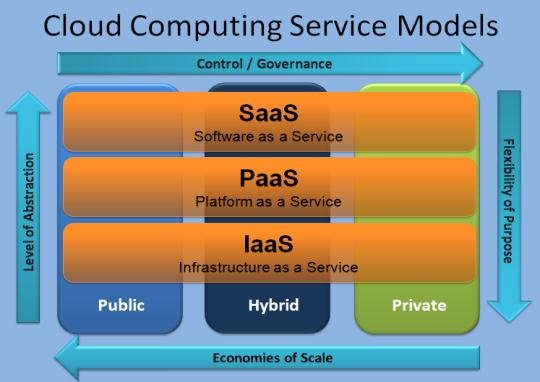 Cloud Computing Service Models
Control / Governance
Level of Abstraction
SaaS
Software as a Service
PaaS
Platform as a Service
IaaS
Infrastructure as a Service
Flexibility of Purpose
Public
Hybrid
Private
Economies of Scale